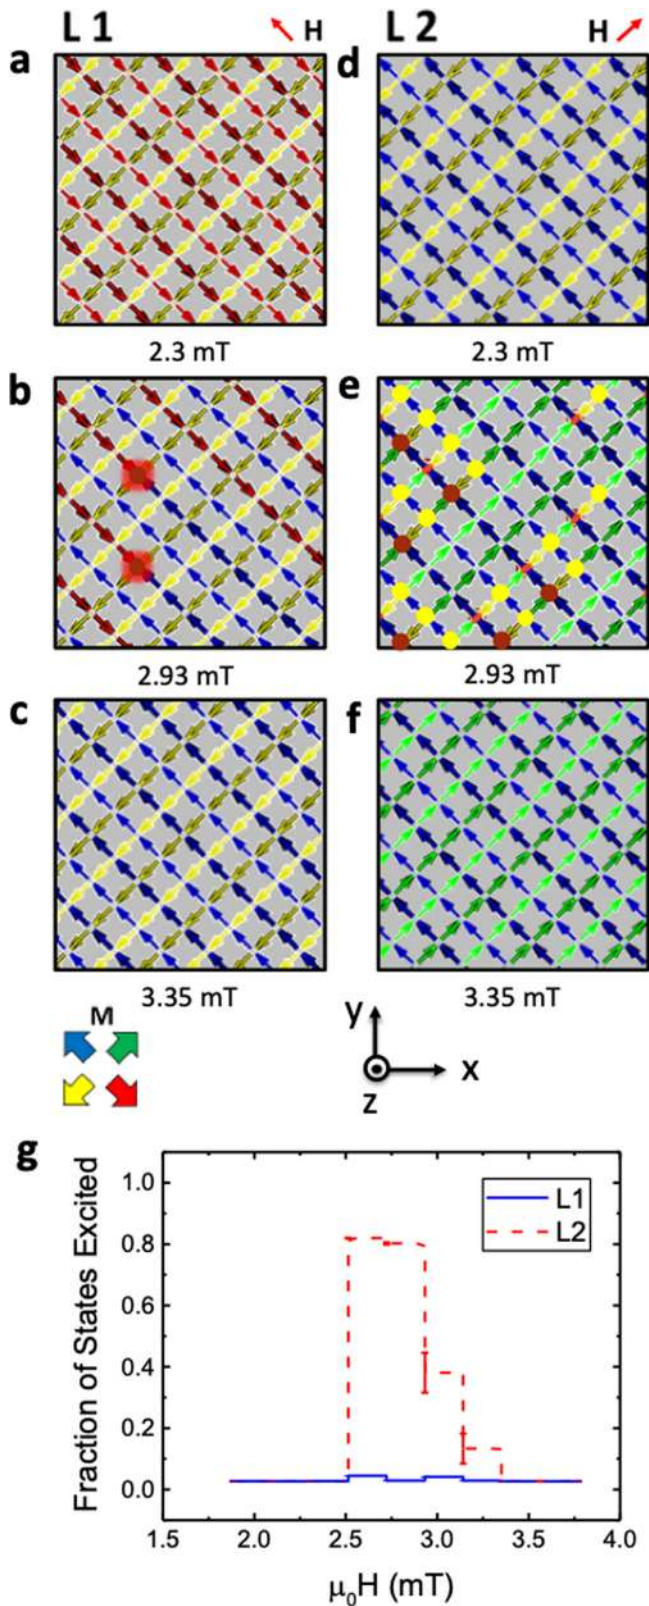 L 1 H L 2 H
a d
2.3 mT 2.3 mT
b e
2.93 mT 2.93 mT
c f
3.35 mT 3.35 mT
M
y
x
z
g
Fraction of States Excited
1.0
0.8
0.6
0.4
0.2
0.0
L1
L2
1.5 2.0 2.5 3.0 3.5 4.0
μ₀H (mT)